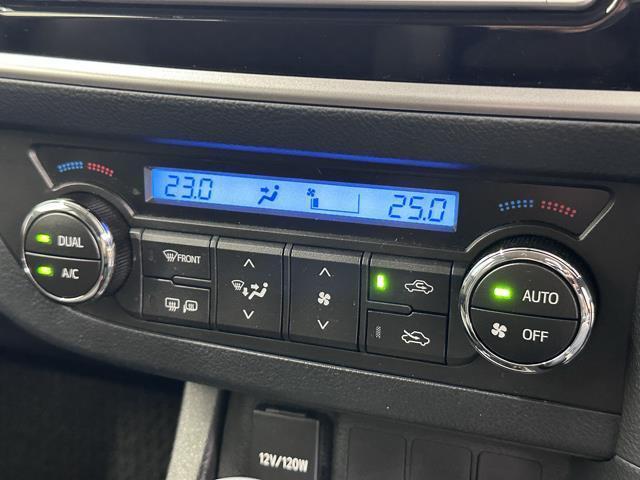 23.0 25.0
DUAL
A/C
FRONT
AUTO
OFF
12V/120W